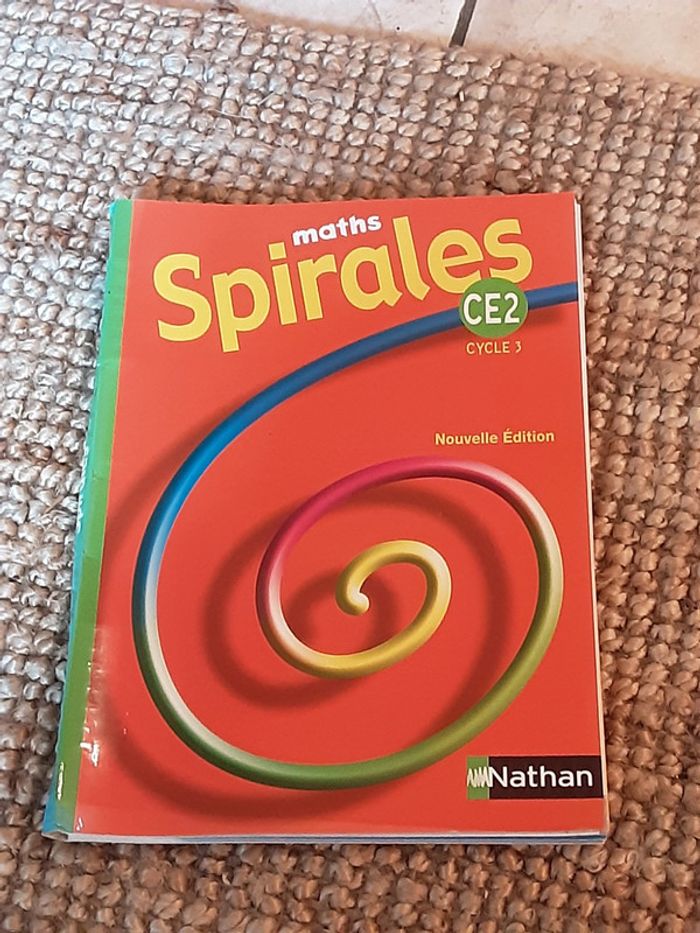 maths
Spirales
CE2
CYCLE 3
Nouvelle Édition
Nathan